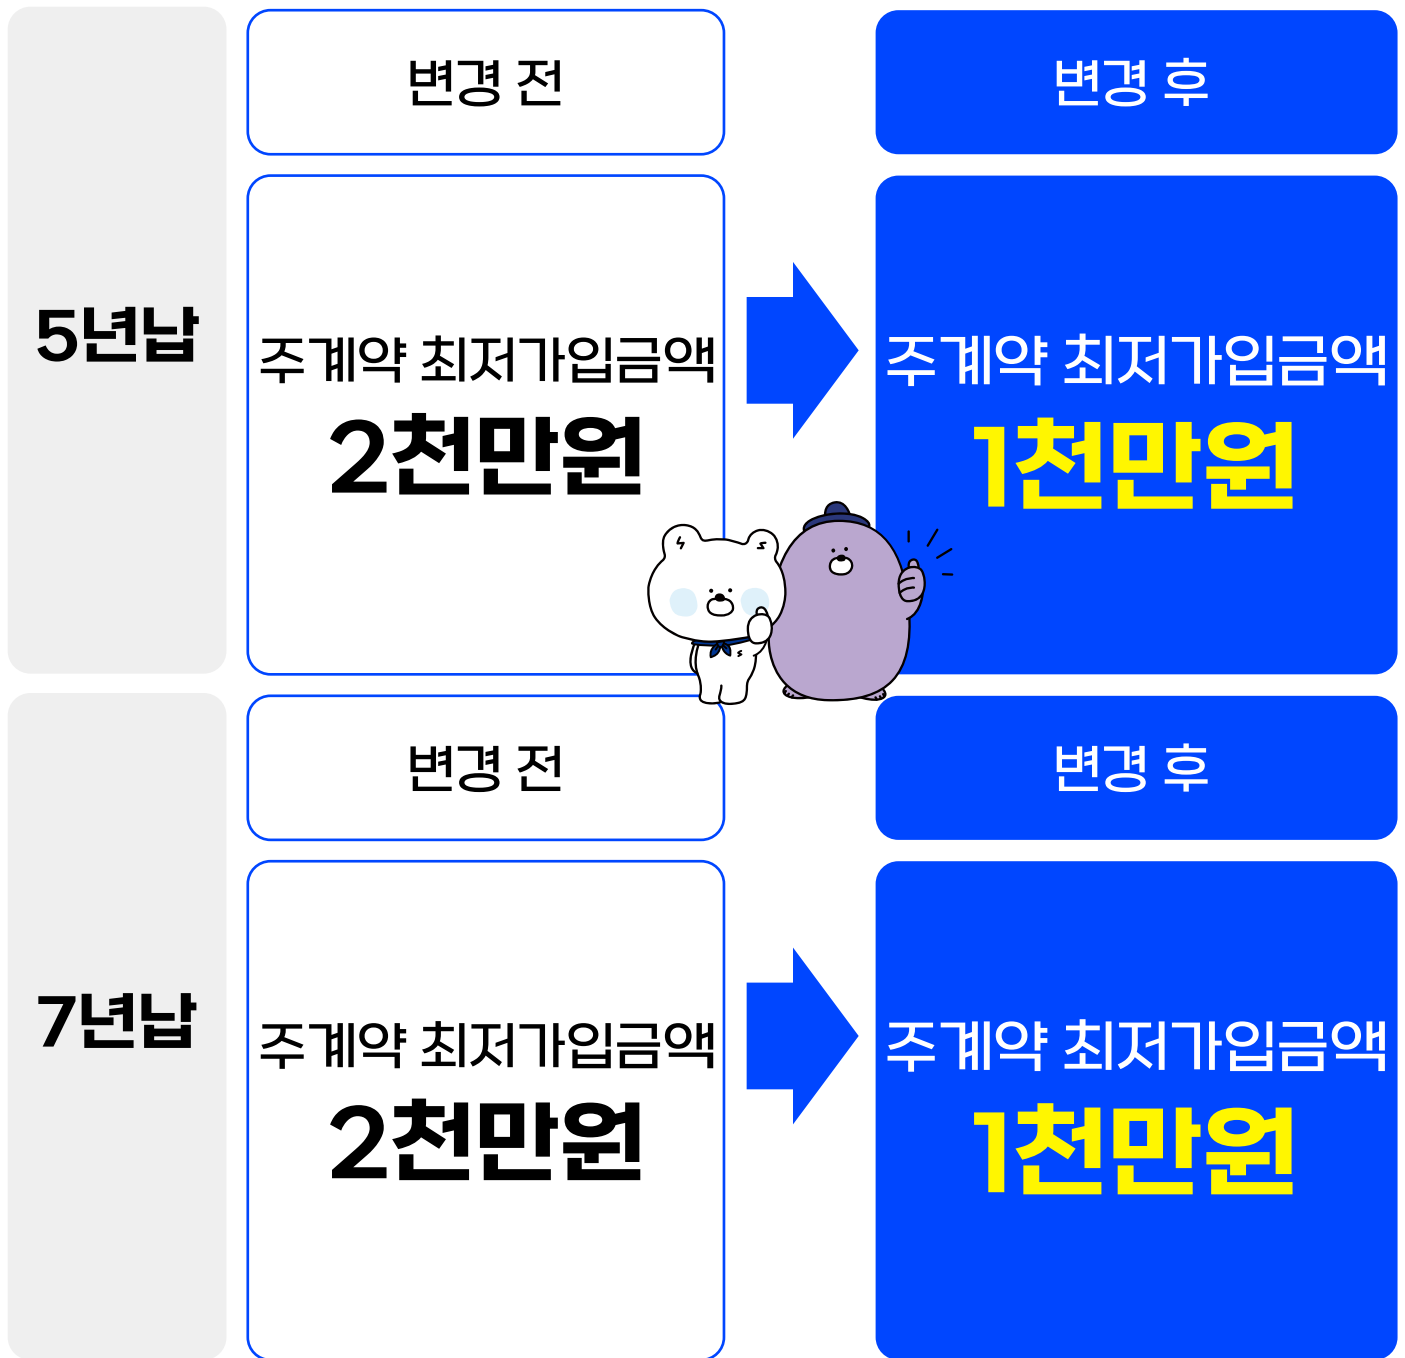 5년납
변경 전
변경 후
주계약 최저가입금액
2천만원
주계약 최저가입금액
1천만원
7년납
변경 전
변경 후
주계약 최저가입금액
2천만원
주계약 최저가입금액
1천만원